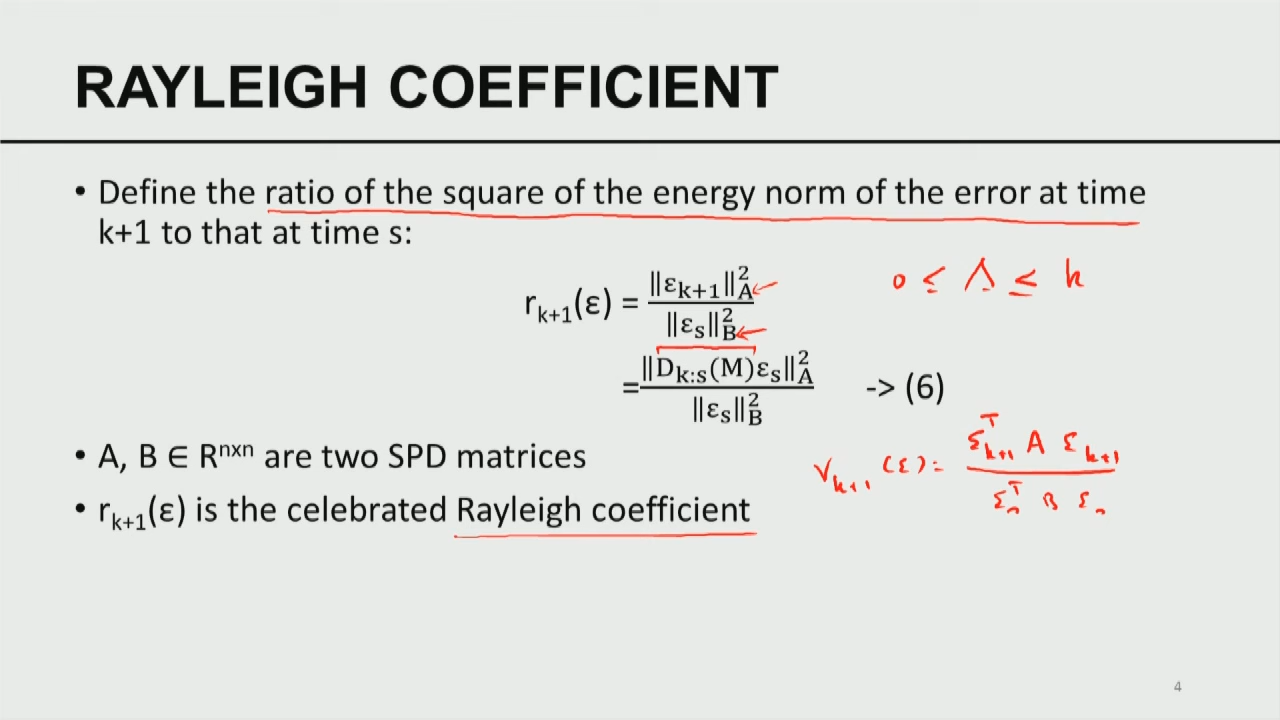 RAYLEIGH COEFFICIENT
• Define the ratio of the square of the energy norm of the error at time
k+1 to that at time s:
0 ≤ s ≤ k
r_{k+1}(ε) = ‖ε_{k+1}‖²_A / ‖ε_s‖²_B
= ‖D_{k:s}(M)ε_s‖²_A / ‖ε_s‖²_B -> (6)
• A, B ∈ R^{nxn} are two SPD matrices
r_{k+1}(ε) = ε^T_{k+1} A ε_{k+1} / ε^T_s B ε_s
• r_{k+1}(ε) is the celebrated Rayleigh coefficient
4